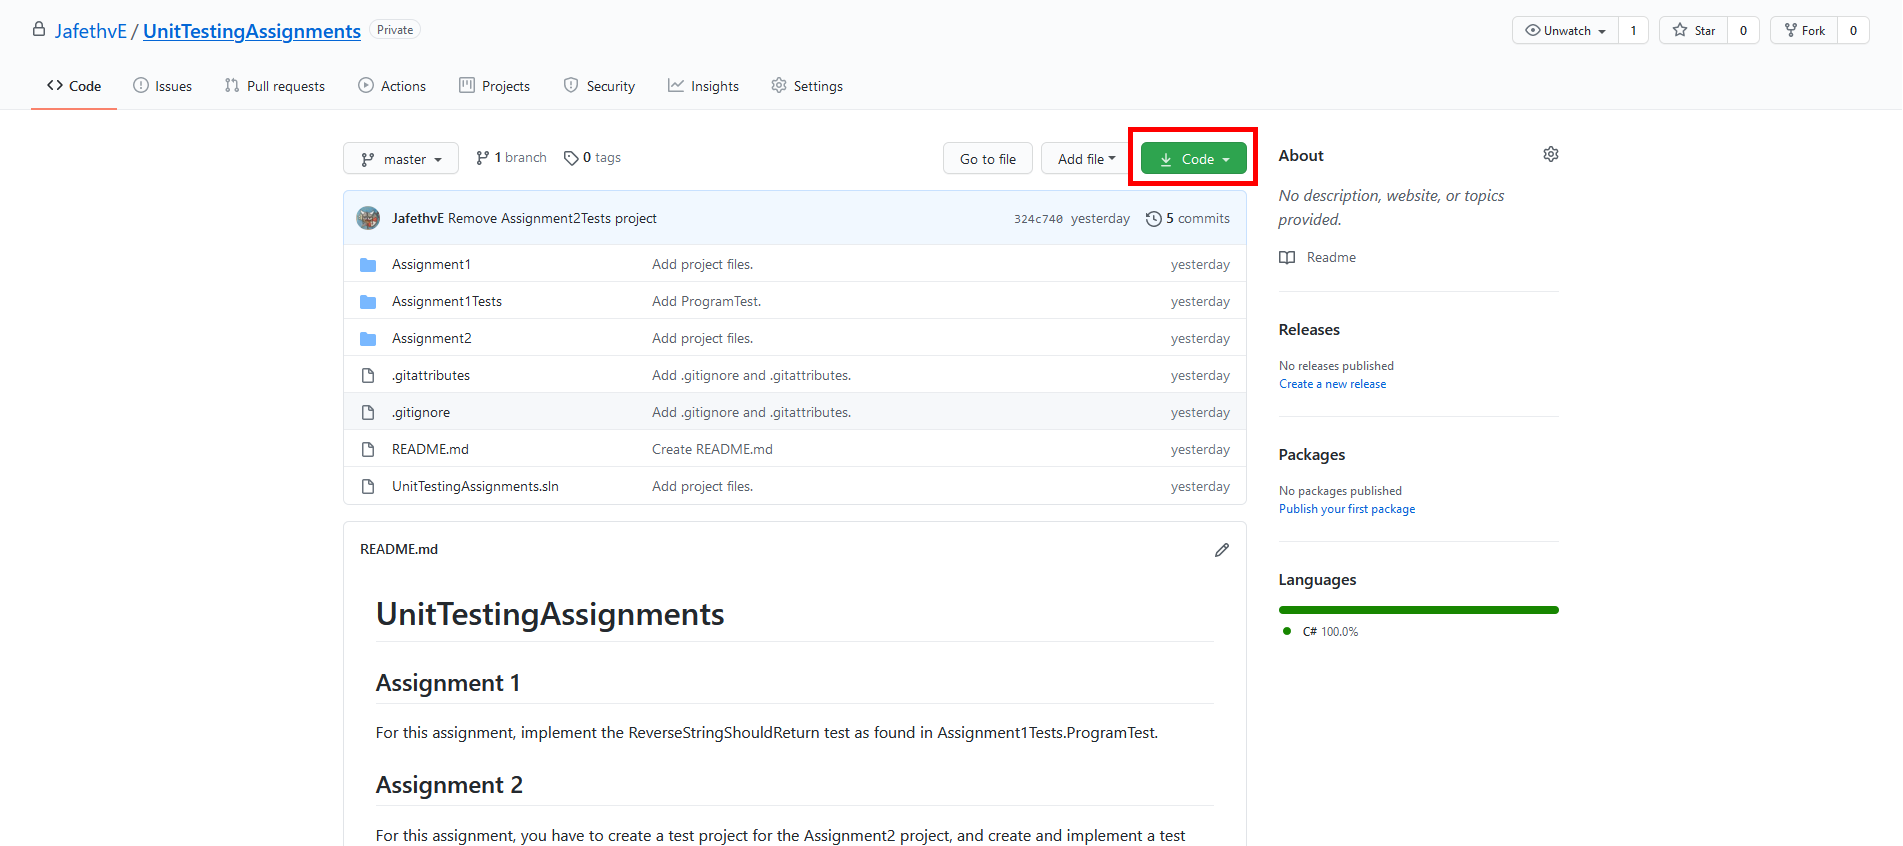 JafethvE / UnitTestingAssignments Private
Unwatch 1 Star 0 Fork 0
Code Issues Pull requests Actions Projects Security Insights Settings
master 1 branch 0 tags Go to file Add file Code
JafethvE Remove Assignment2Tests project 324c740 yesterday 5 commits
Assignment1 Add project files. yesterday
Assignment1Tests Add ProgramTest. yesterday
Assignment2 Add project files. yesterday
.gitattributes Add .gitignore and .gitattributes. yesterday
.gitignore Add .gitignore and .gitattributes. yesterday
README.md Create README.md yesterday
UnitTestingAssignments.sln Add project files. yesterday
README.md
UnitTestingAssignments
Assignment 1
For this assignment, implement the ReverseStringShouldReturn test as found in Assignment1Tests.ProgramTest.
Assignment 2
For this assignment, you have to create a test project for the Assignment2 project, and create and implement a test
About
No description, website, or topics
provided.
Readme
Releases
No releases published
Create a new release
Packages
No packages published
Publish your first package
Languages
C# 100.0%